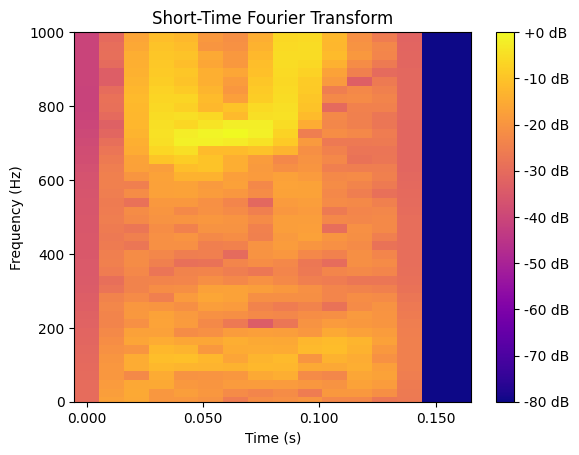 Short-Time Fourier Transform
1000
800
600
400
200
0
Frequency (Hz)
0.000
0.050
0.100
0.150
Time (s)
+0 dB
-10 dB
-20 dB
-30 dB
-40 dB
-50 dB
-60 dB
-70 dB
-80 dB